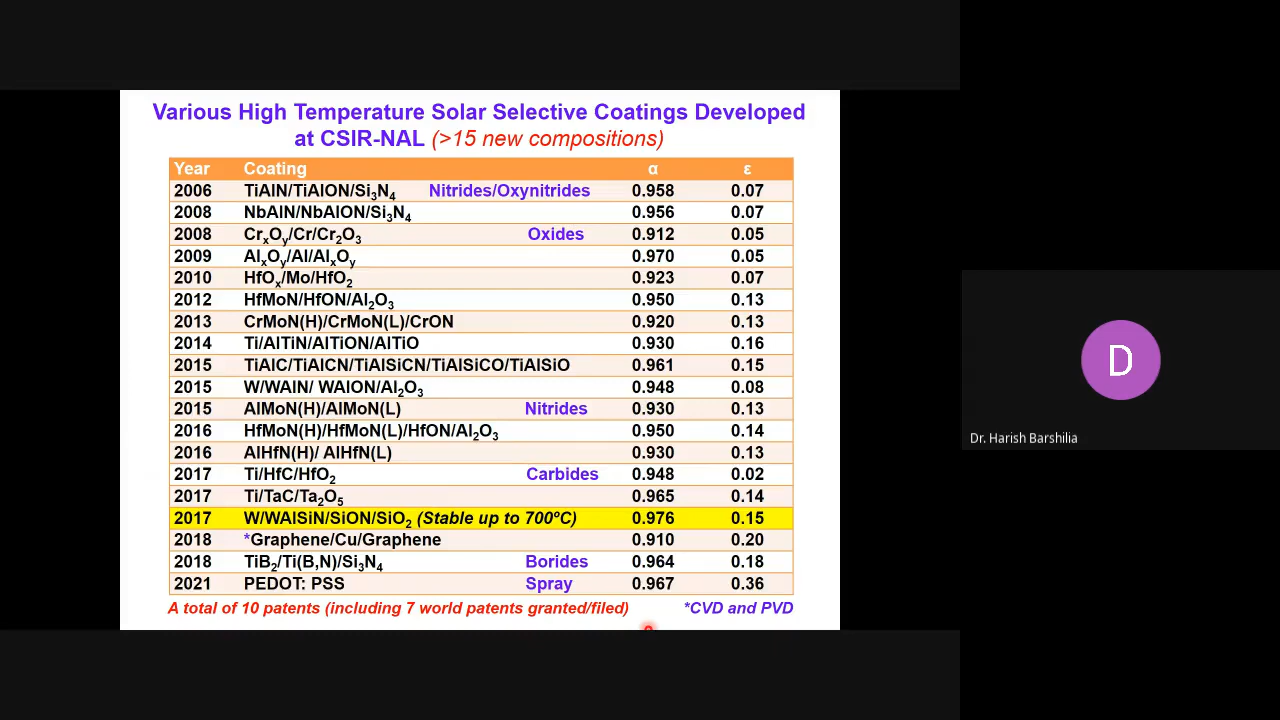 Various High Temperature Solar Selective Coatings Developed
at CSIR-NAL (>15 new compositions)
Year Coating α ε
2006 TiAlN/TiAlON/Si₃N₄ Nitrides/Oxynitrides 0.958 0.07
2008 NbAlN/NbAlON/Si₃N₄ 0.956 0.07
2008 CrₓOᵧ/Cr/Cr₂O₃ Oxides 0.912 0.05
2009 AlₓOᵧ/Al/AlₓOᵧ 0.970 0.05
2010 HfOₓ/Mo/HfO₂ 0.923 0.07
2012 HfMoN/HfON/Al₂O₃ 0.950 0.13
2013 CrMoN(H)/CrMoN(L)/CrON 0.920 0.13
2014 Ti/AlTiN/AlTiON/AlTiO 0.930 0.16
2015 TiAlC/TiAlCN/TiAlSiCN/TiAlSiCO/TiAlSiO 0.961 0.15
2015 W/WAlN/ WAlON/Al₂O₃ 0.948 0.08
2015 AlMoN(H)/AlMoN(L) Nitrides 0.930 0.13
2016 HfMoN(H)/HfMoN(L)/HfON/Al₂O₃ 0.950 0.14
2016 AlHfN(H)/ AlHfN(L) 0.930 0.13
2017 Ti/HfC/HfO₂ Carbides 0.948 0.02
2017 Ti/TaC/Ta₂O₅ 0.965 0.14
2017 W/WAlSiN/SiON/SiO₂ (Stable up to 700ºC) 0.976 0.15
2018 *Graphene/Cu/Graphene 0.910 0.20
2018 TiB₂/Ti(B,N)/Si₃N₄ Borides 0.964 0.18
2021 PEDOT: PSS Spray 0.967 0.36
A total of 10 patents (including 7 world patents granted/filed) *CVD and PVD
D
Dr. Harish Barshilia